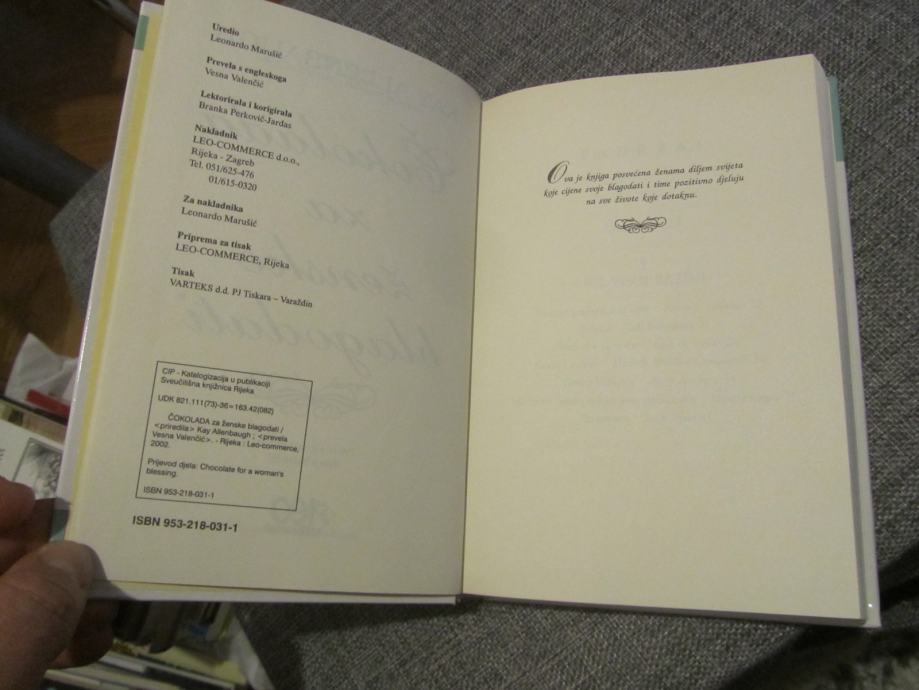 Uredio
Leonardo Marušić
Prevela s engleskoga
Vesna Valenčić
Lektorirala i korigirala
Branka Perković-Jardas
Nakladnik
LEO-COMMERCE d.o.o.,
Rijeka - Zagreb
Tel. 051/625-476
01/615-0320
Za nakladnika
Leonardo Marušić
Priprema za tisak
LEO-COMMERCE, Rijeka
Tisak
VARTEKS d.d. PJ Tiskara – Varaždin
CIP - Katalogizacija u publikaciji
Sveučilišna knjižnica Rijeka
UDK 821.111(73)-36=163.42(082)
ČOKOLADA za ženske blagodati /
<priredila> Kay Allenbaugh ; <prevela
Vesna Valenčić>. - Rijeka : Leo-commerce,
2002.
Prijevod djela: Chocolate for a woman's
blessing.
ISBN 953-218-031-1
ISBN 953-218-031-1
Ova je knjiga posvećena ženama diljem svijeta
koje cijene svoje blagodati i time pozitivno djeluju
na sve živote koje dotaknu.